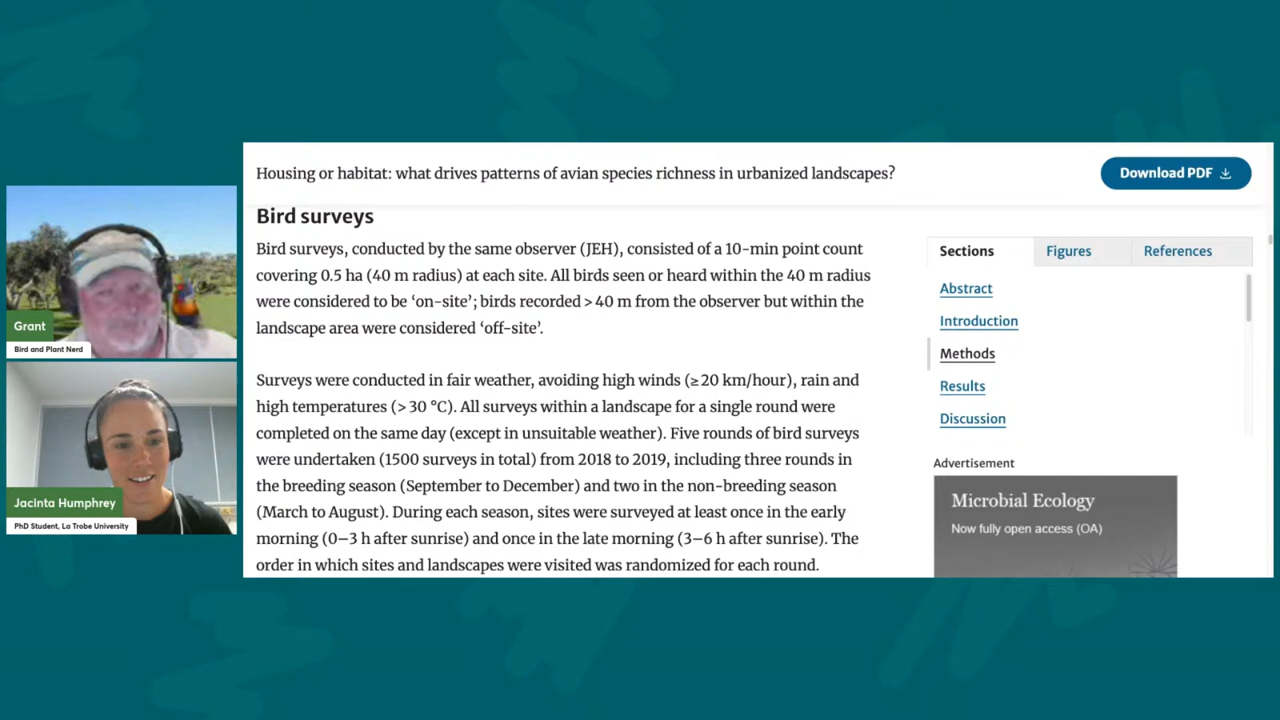 Housing or habitat: what drives patterns of avian species richness in urbanized landscapes?
Download PDF
Bird surveys
Bird surveys, conducted by the same observer (JEH), consisted of a 10-min point count
covering 0.5 ha (40 m radius) at each site. All birds seen or heard within the 40 m radius
were considered to be ‘on-site’; birds recorded > 40 m from the observer but within the
landscape area were considered ‘off-site’.
Surveys were conducted in fair weather, avoiding high winds (≥ 20 km/hour), rain and
high temperatures (> 30 °C). All surveys within a landscape for a single round were
completed on the same day (except in unsuitable weather). Five rounds of bird surveys
were undertaken (1500 surveys in total) from 2018 to 2019, including three rounds in
the breeding season (September to December) and two in the non-breeding season
(March to August). During each season, sites were surveyed at least once in the early
morning (0–3 h after sunrise) and once in the late morning (3–6 h after sunrise). The
order in which sites and landscapes were visited was randomized for each round.
Sections
Figures
References
Abstract
Introduction
Methods
Results
Discussion
Advertisement
Microbial Ecology
Now fully open access (OA)
Grant
Bird and Plant Nerd
Jacinta Humphrey
PhD Student, La Trobe University